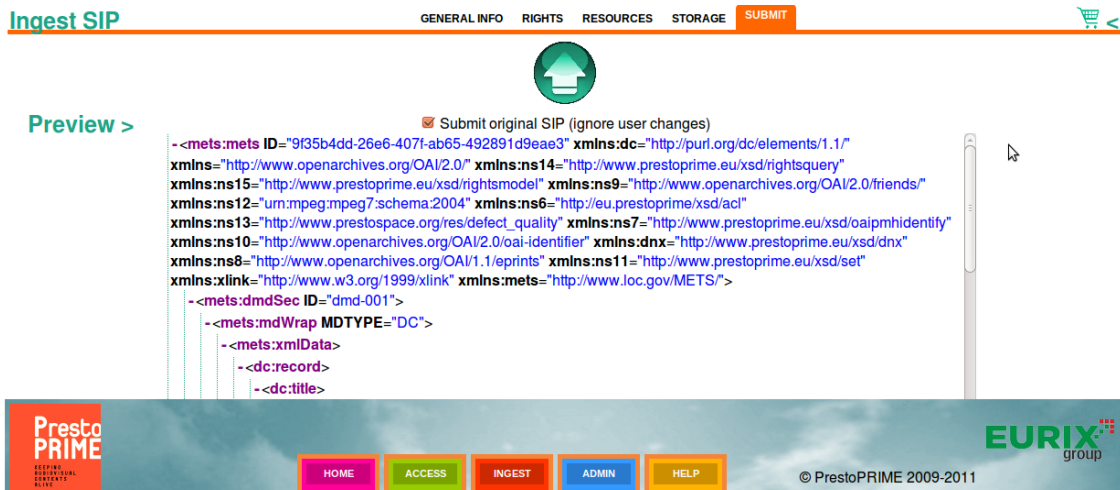 Ingest SIP
GENERAL INFO RIGHTS RESOURCES STORAGE SUBMIT
<
Preview >
Submit original SIP (ignore user changes)
-<mets:mets ID="9f35b4dd-26e6-407f-ab65-492891d9eae3" xmlns:dc="http://purl.org/dc/elements/1.1/"
xmlns="http://www.openarchives.org/OAI/2.0/" xmlns:ns14="http://www.prestoprime.eu/xsd/rightsquery"
xmlns:ns15="http://www.prestoprime.eu/xsd/rightsmodel" xmlns:ns9="http://www.openarchives.org/OAI/2.0/friends/"
xmlns:ns12="urn:mpeg:mpeg7:schema:2004" xmlns:ns6="http://eu.prestoprime/xsd/acl"
xmlns:ns13="http://www.prestospace.org/res/defect_quality" xmlns:ns7="http://www.prestoprime.eu/xsd/oaipmhidentify"
xmlns:ns10="http://www.openarchives.org/OAI/2.0/oai-identifier" xmlns:dnx="http://www.prestoprime.eu/xsd/dnx"
xmlns:ns8="http://www.openarchives.org/OAI/1.1/eprints" xmlns:ns11="http://www.prestoprime.eu/xsd/set"
xmlns:xlink="http://www.w3.org/1999/xlink" xmlns:mets="http://www.loc.gov/METS/">
-<mets:dmdSec ID="dmd-001">
-<mets:mdWrap MDTYPE="DC">
-<mets:xmlData>
-<dc:record>
-<dc:title>
Presto
PRIME
KEEPING
AUDIOVISUAL
CONTENTS
ALIVE
HOME ACCESS INGEST ADMIN HELP
© PrestoPRIME 2009-2011
EURIX
group